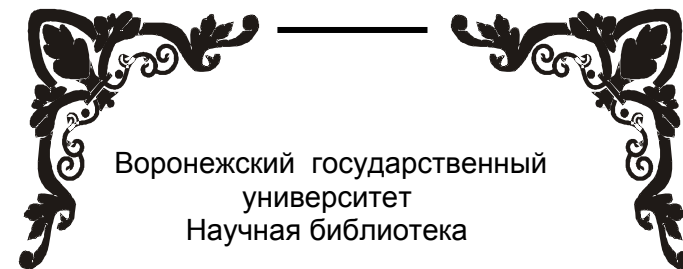 Воронежский государственный
университет
Научная библиотека